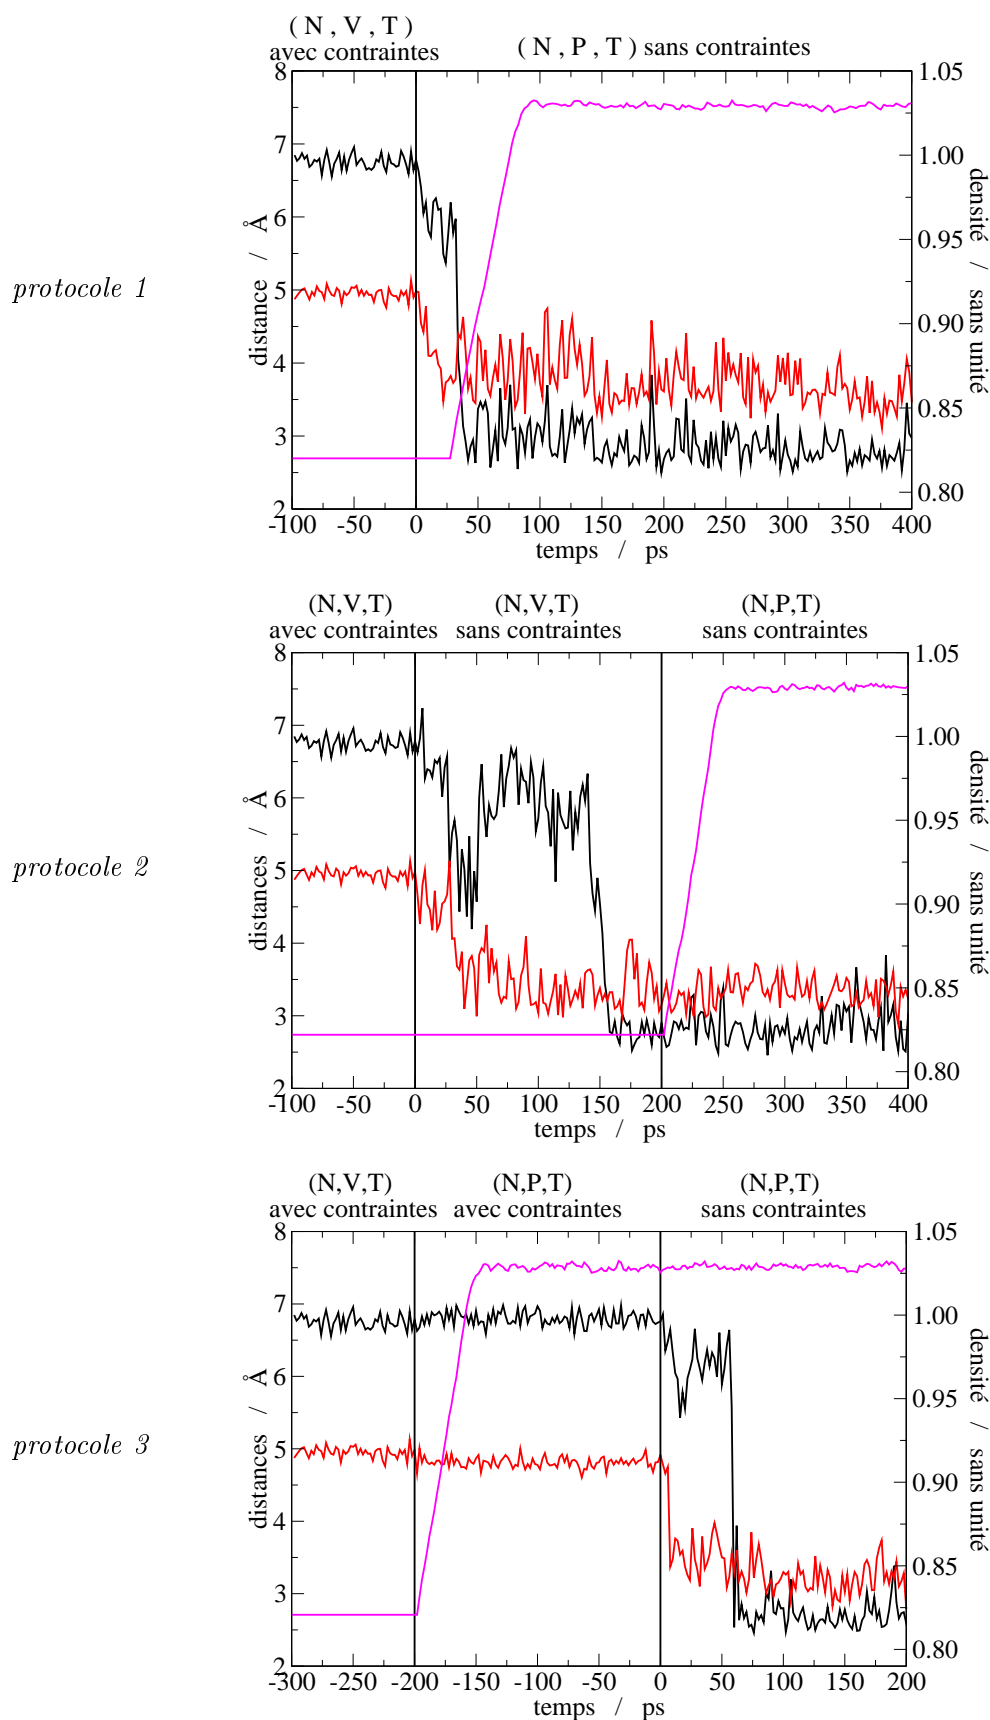 ( N , V , T )
avec contraintes
( N , P , T ) sans contraintes
8
7
6
5
4
3
2
distance / Å
1.05
1.00
0.95
0.90
0.85
0.80
densité / sans unité
protocole 1
-100 -50 0 50 100 150 200 250 300 350 400
temps / ps
(N,V,T) (N,V,T) (N,P,T)
avec contraintes sans contraintes sans contraintes
8
7
6
5
4
3
2
distances / Å
1.05
1.00
0.95
0.90
0.85
0.80
densité / sans unité
protocole 2
-100 -50 0 50 100 150 200 250 300 350 400
temps / ps
(N,V,T) (N,P,T) (N,P,T)
avec contraintes avec contraintes sans contraintes
8
7
6
5
4
3
2
distances / Å
1.05
1.00
0.95
0.90
0.85
0.80
densité / sans unité
protocole 3
-300 -250 -200 -150 -100 -50 0 50 100 150 200
temps / ps